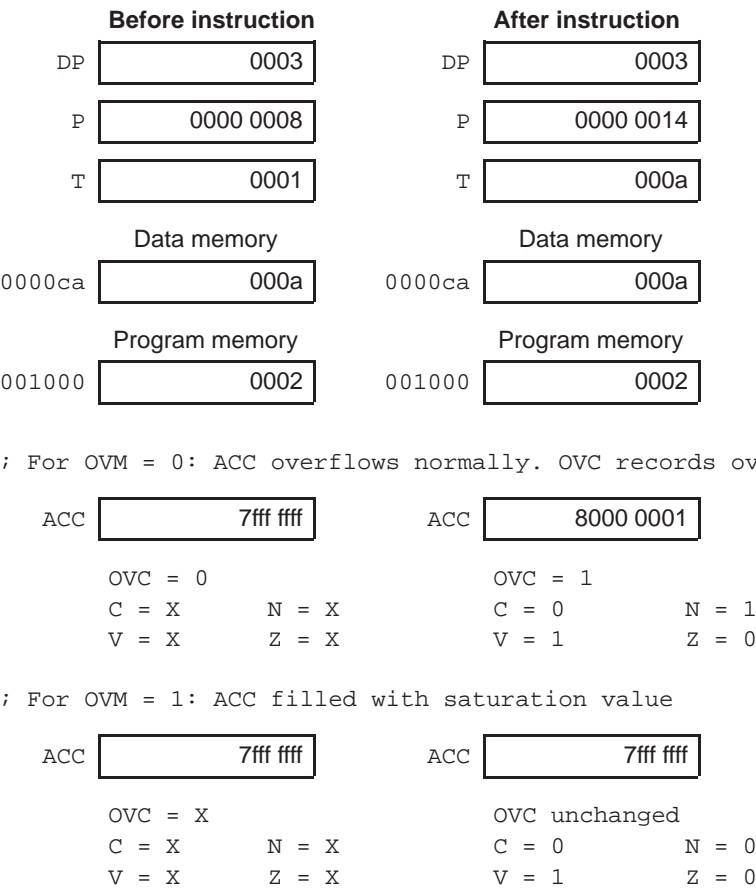 Before instruction After instruction
DP 0003 DP 0003
P 0000 0008 P 0000 0014
T 0001 T 000a
Data memory Data memory
0000ca 000a 0000ca 000a
Program memory Program memory
001000 0002 001000 0002
; For OVM = 0: ACC overflows normally. OVC records ov
ACC 7fff ffff ACC 8000 0001
OVC = 0 OVC = 1
C = X N = X C = 0 N = 1
V = X Z = X V = 1 Z = 0
; For OVM = 1: ACC filled with saturation value
ACC 7fff ffff ACC 7fff ffff
OVC = X OVC unchanged
C = X N = X C = 0 N = 0
V = X Z = X V = 1 Z = 0